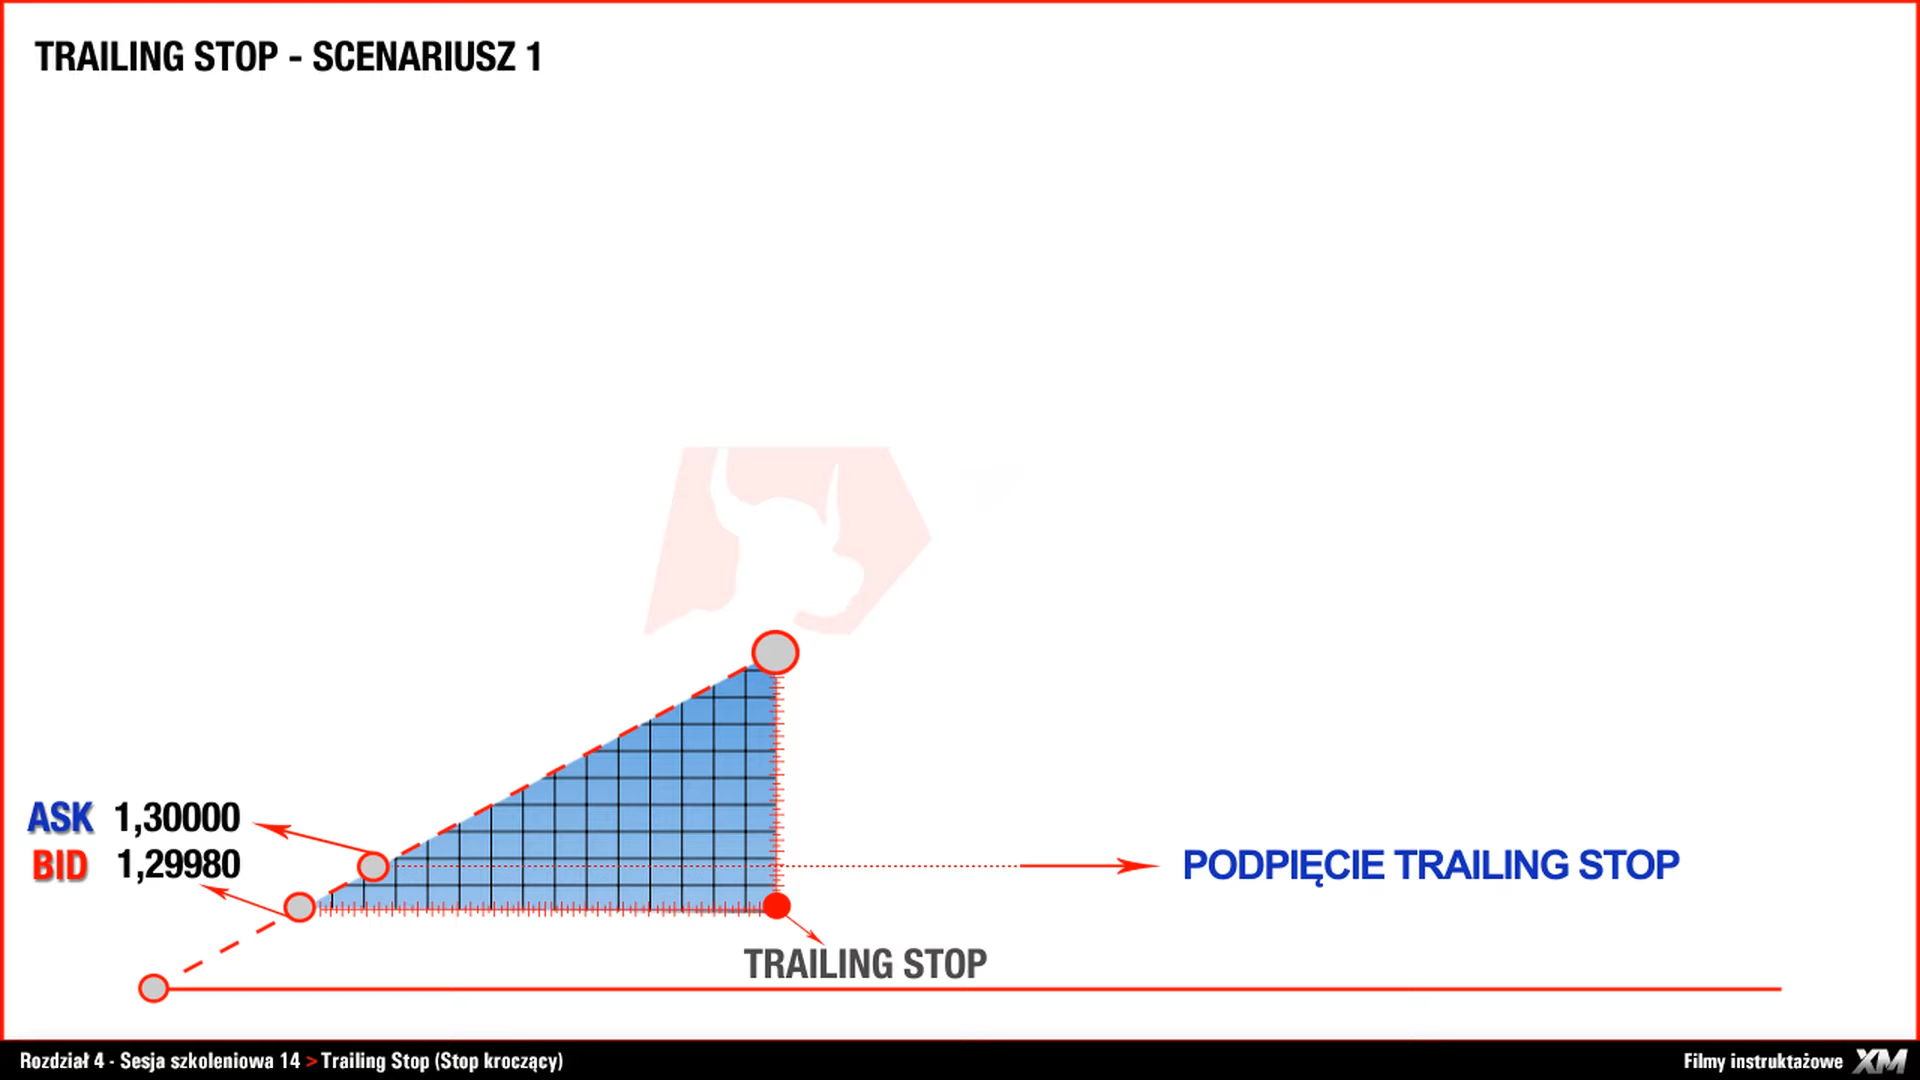 TRAILING STOP - SCENARIUSZ 1
ASK 1,30000
BID 1,29980
PODPIĘCIE TRAILING STOP
TRAILING STOP
Rozdział 4 - Sesja szkoleniowa 14 > Trailing Stop (Stop kroczący)
Filmy instruktażowe XM